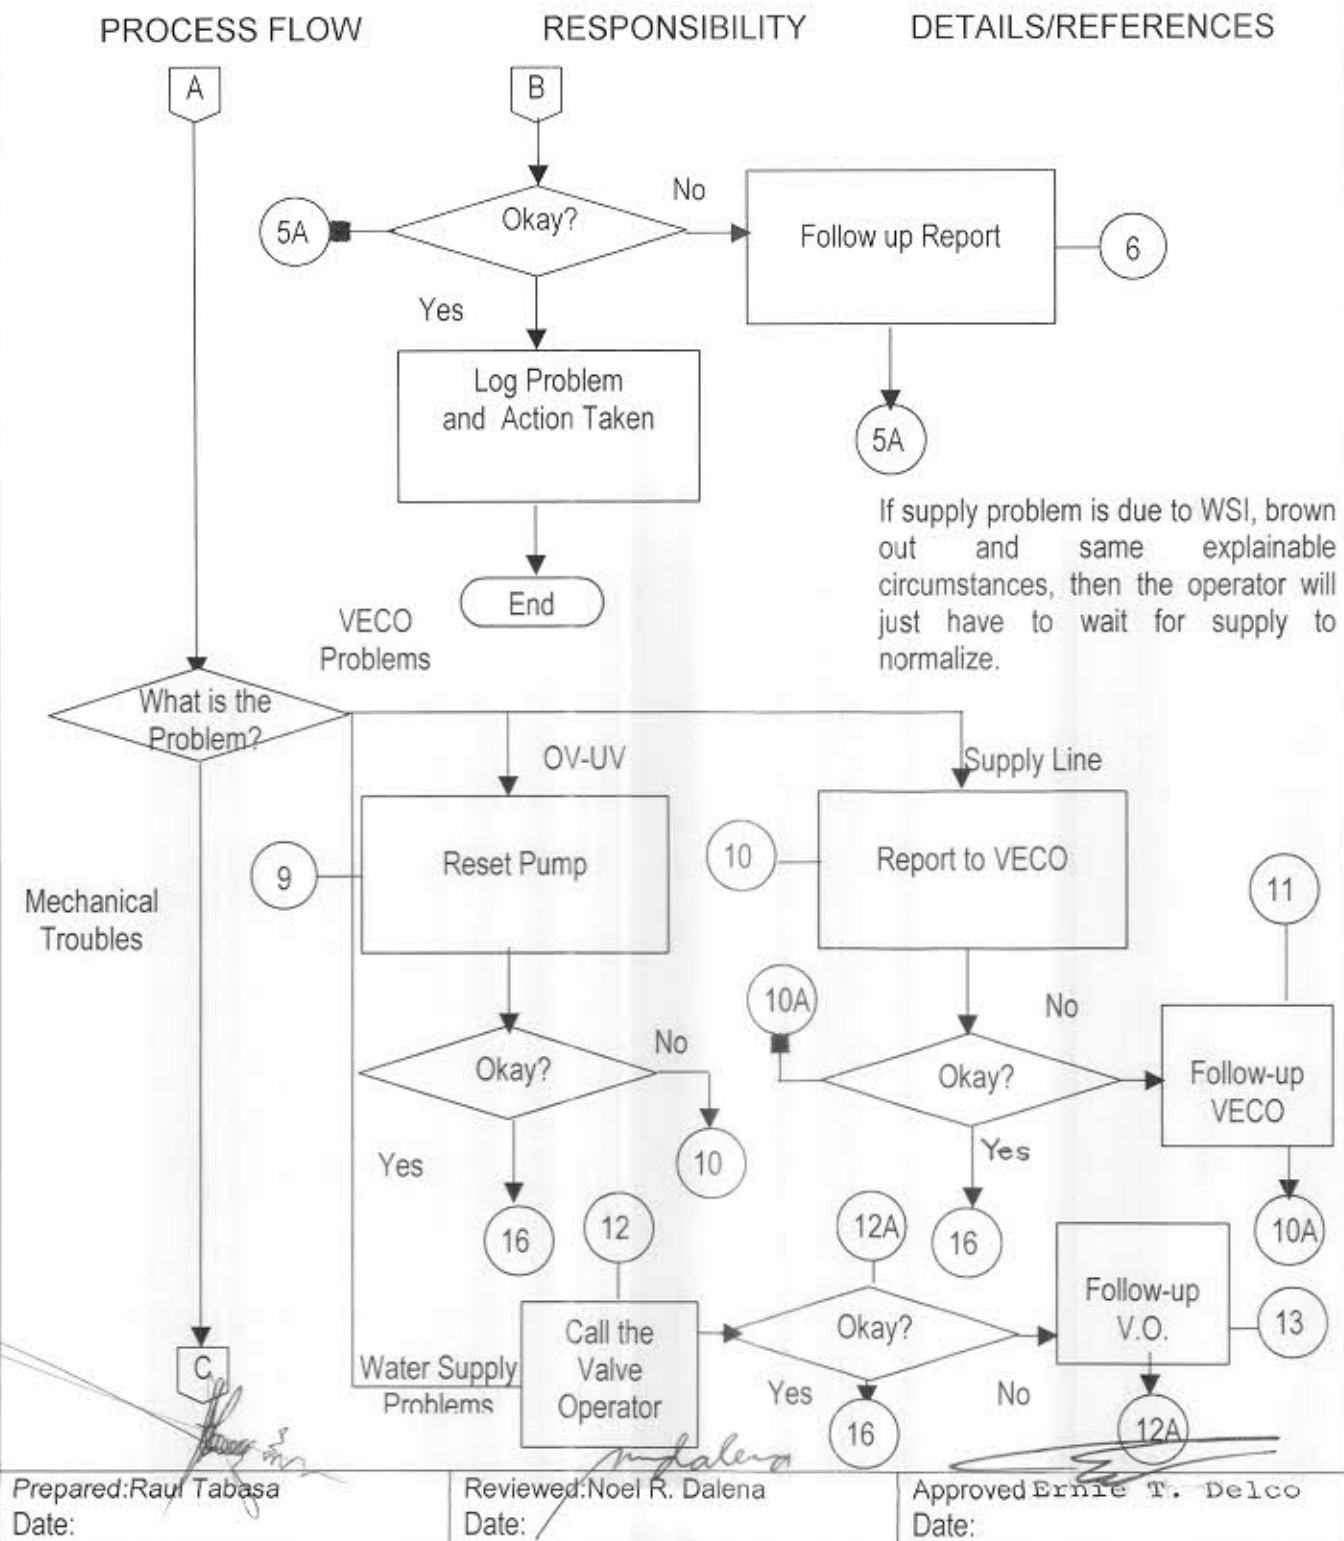 PROCESS FLOW RESPONSIBILITY DETAILS/REFERENCES
A
B
No
5A
Okay?
Follow up Report
6
Yes
Log Problem
and Action Taken
5A
If supply problem is due to WSI, brown
out and same explainable
circumstances, then the operator will
just have to wait for supply to
normalize.
End
VECO
Problems
What is the
Problem?
OV-UV
Supply Line
Reset Pump
9
10
Report to VECO
11
Mechanical
Troubles
10A
No
No
Okay?
Okay?
Follow-up
VECO
Yes
10
Yes
16
12
12A
16
10A
Follow-up
V.O.
13
Call the
Valve
Operator
Okay?
C
Water Supply
Problems
Yes
No
16
12A
Prepared:Raul Tabasa
Date:
Reviewed:Noel R. Dalena
Date:
Approved Ernie T. Delco
Date: